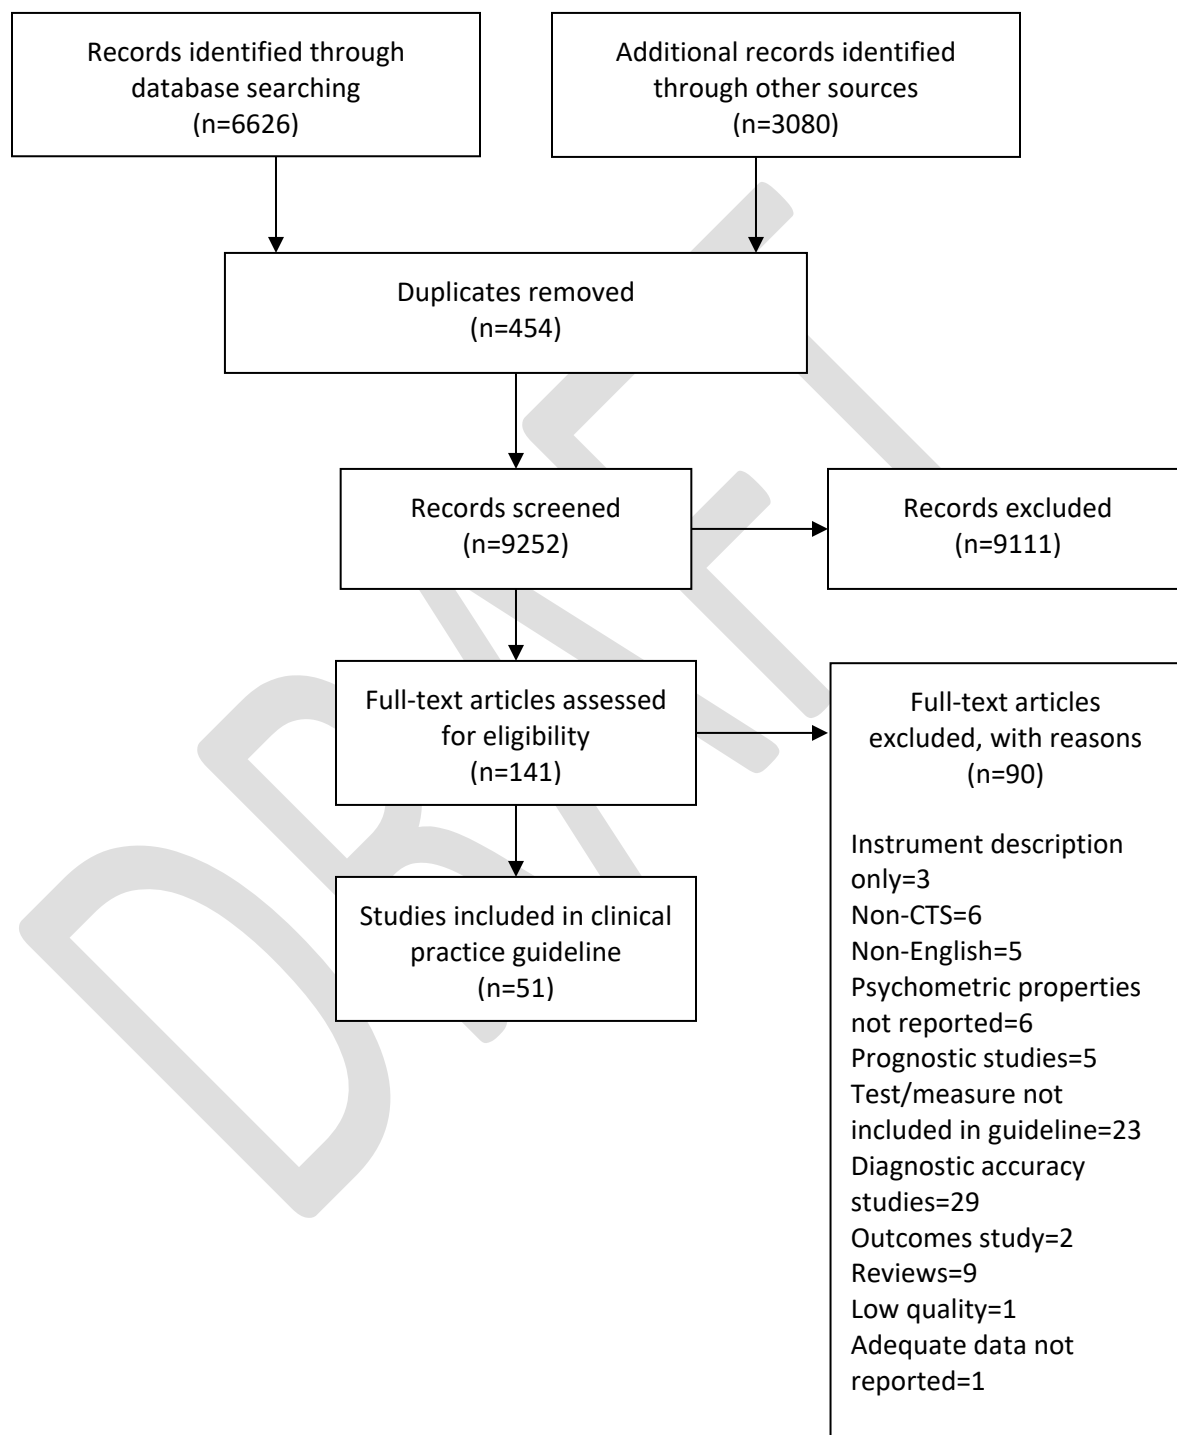 Records identified through
database searching
(n=6626)
Additional records identified
through other sources
(n=3080)
Duplicates removed
(n=454)
Records screened
(n=9252)
Records excluded
(n=9111)
Full-text articles assessed
for eligibility
(n=141)
Full-text articles
excluded, with reasons
(n=90)
Instrument description
only=3
Non-CTS=6
Non-English=5
Psychometric properties
not reported=6
Prognostic studies=5
Test/measure not
included in guideline=23
Diagnostic accuracy
studies=29
Outcomes study=2
Reviews=9
Low quality=1
Adequate data not
reported=1
Studies included in clinical
practice guideline
(n=51)
DRAFT